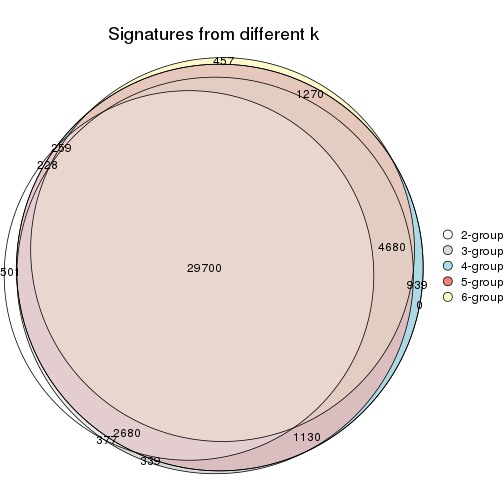 Signatures from different k
457
1270
259
228
4680
29700
501
939
0
2680
377
1130
339
2-group
3-group
4-group
5-group
6-group